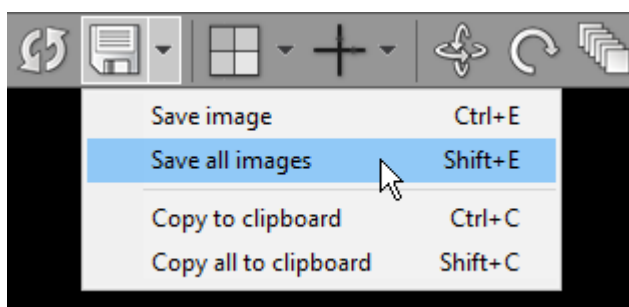 Save image Ctrl+E
Save all images Shift+E
Copy to clipboard Ctrl+C
Copy all to clipboard Shift+C